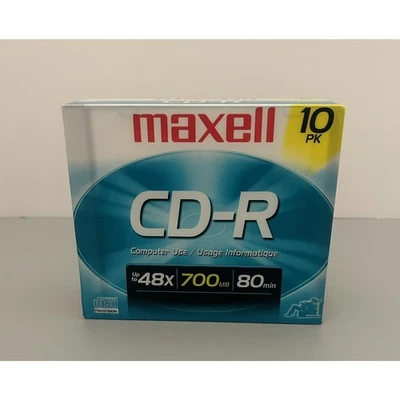 maxell
10
PK
CD-R
Computer Use / Usage Informatique
Up to 48X 700MB 80min